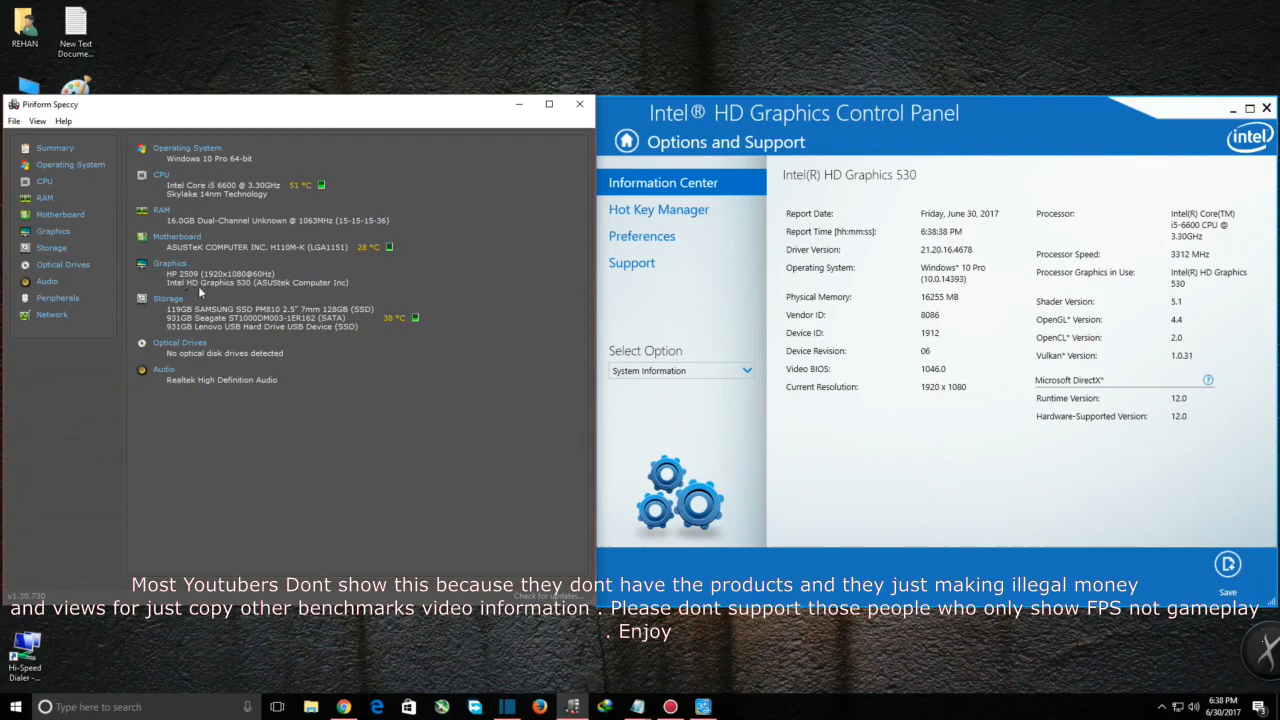 REHAN
New Text
Docume...
Piriform Speccy
File View Help
Summary
Operating System
CPU
RAM
Motherboard
Graphics
Storage
Optical Drives
Audio
Peripherals
Network
Operating System
Windows 10 Pro 64-bit
CPU
Intel Core i5 6600 @ 3.30GHz 51 °C
Skylake 14nm Technology
RAM
16.0GB Dual-Channel Unknown @ 1063MHz (15-15-15-36)
Motherboard
ASUSTeK COMPUTER INC. H110M-K (LGA1151) 28 °C
Graphics
HP 2509 (1920x1080@60Hz)
Intel HD Graphics 530 (ASUStek Computer Inc)
Storage
119GB SAMSUNG SSD PM810 2.5" 7mm 128GB (SSD)
931GB Seagate ST1000DM003-1ER162 (SATA) 38 °C
931GB Lenovo USB Hard Drive USB Device (SSD)
Optical Drives
No optical disk drives detected
Audio
Realtek High Definition Audio
v1.30.730
Check for updates...
Intel® HD Graphics Control Panel
Options and Support
intel
Information Center
Hot Key Manager
Preferences
Support
Select Option
System Information
Intel(R) HD Graphics 530
Report Date: Friday, June 30, 2017
Report Time [hh:mm:ss]: 6:38:38 PM
Driver Version: 21.20.16.4678
Operating System: Windows* 10 Pro
(10.0.14393)
Physical Memory: 16255 MB
Vendor ID: 8086
Device ID: 1912
Device Revision: 06
Video BIOS: 1046.0
Current Resolution: 1920 x 1080
Processor: Intel(R) Core(TM)
i5-6600 CPU @
3.30GHz
Processor Speed: 3312 MHz
Processor Graphics in Use: Intel(R) HD Graphics
530
Shader Version: 5.1
OpenGL* Version: 4.4
OpenCL* Version: 2.0
Vulkan* Version: 1.0.31
Microsoft DirectX* ?
Runtime Version: 12.0
Hardware-Supported Version: 12.0
Save
Most Youtubers Dont show this because they dont have the products and they just making illegal money
and views for just copy other benchmarks video information . Please dont support those people who only show FPS not gameplay
. Enjoy
Hi-Speed
Dialer -...
Type here to search
6:38 PM
6/30/2017